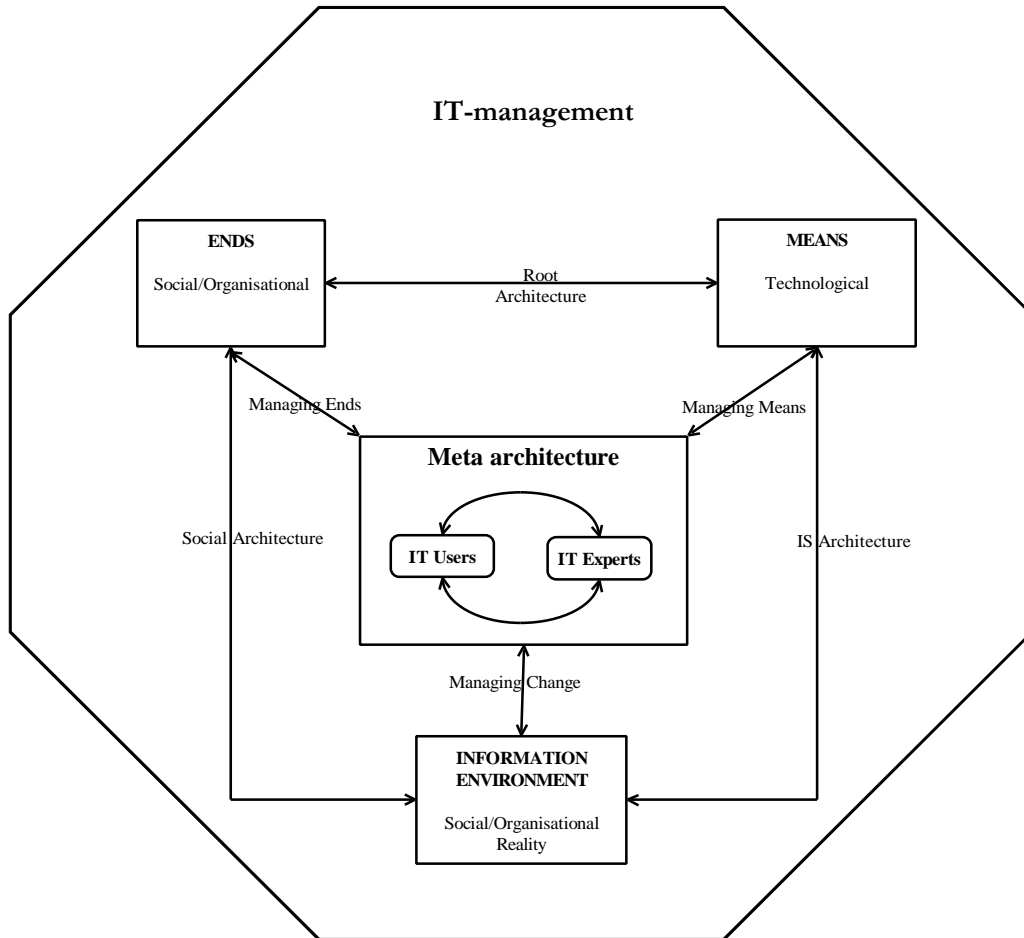 IT-management
ENDS
Social/Organisational
MEANS
Technological
Root
Architecture
Managing Ends
Managing Means
Meta architecture
Social Architecture
IT Users
IT Experts
IS Architecture
Managing Change
INFORMATION
ENVIRONMENT
Social/Organisational
Reality